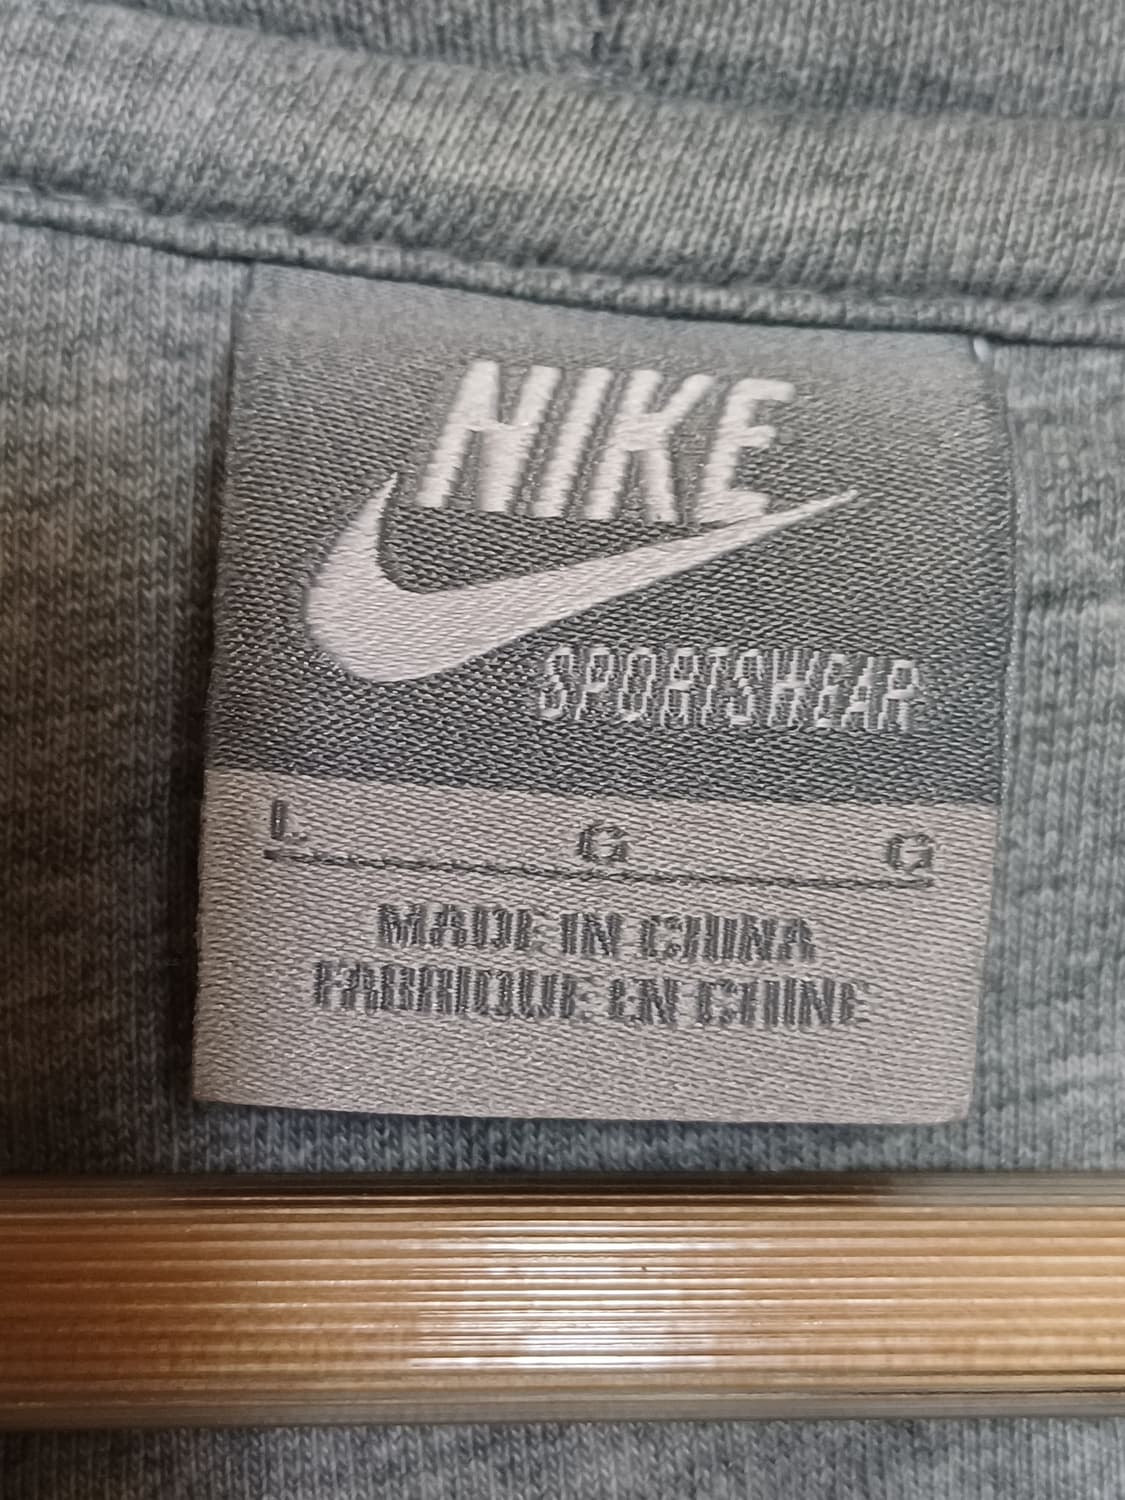 NIKE
SPORTSWEAR
L G G
MADE IN CHINA
FABRIQUE EN CHINE